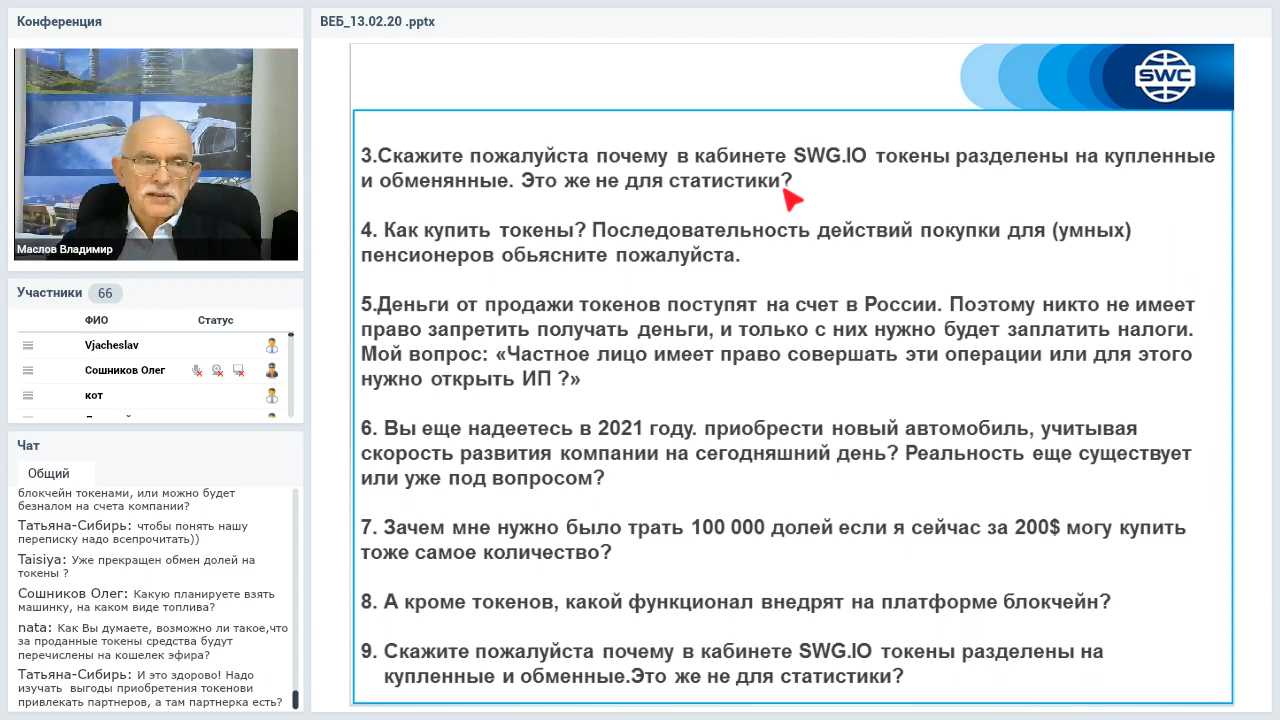 Конференция
Маслов Владимир
Участники 66
ФИО Статус
Vjacheslav
Сошников Олег
кот
Чат
Общий
блокчейн токенами, или можно будет
безналом на счета компании?
Татьяна-Сибирь: чтобы понять нашу
переписку надо всепрочитать))
Taisiya: Уже прекращен обмен долей на
токены ?
Сошников Олег: Какую планируете взять
машинку, на каком виде топлива?
nata: Как Вы думаете, возможно ли такое,что
за проданные токены средства будут
перечислены на кошелек эфира?
Татьяна-Сибирь: И это здорово! Надо
изучать выгоды приобретения токенови
привлекать партнеров, а там партнерка есть?
ВЕБ_13.02.20 .pptx
SWC
3.Скажите пожалуйста почему в кабинете SWG.IO токены разделены на купленные
и обменянные. Это же не для статистики?
4. Как купить токены? Последовательность действий покупки для (умных)
пенсионеров обьясните пожалуйста.
5.Деньги от продажи токенов поступят на счет в России. Поэтому никто не имеет
право запретить получать деньги, и только с них нужно будет заплатить налоги.
Мой вопрос: «Частное лицо имеет право совершать эти операции или для этого
нужно открыть ИП ?»
6. Вы еще надеетесь в 2021 году. приобрести новый автомобиль, учитывая
скорость развития компании на сегодняшний день? Реальность еще существует
или уже под вопросом?
7. Зачем мне нужно было трать 100 000 долей если я сейчас за 200$ могу купить
тоже самое количество?
8. А кроме токенов, какой функционал внедрят на платформе блокчейн?
9. Скажите пожалуйста почему в кабинете SWG.IO токены разделены на
купленные и обменные.Это же не для статистики?